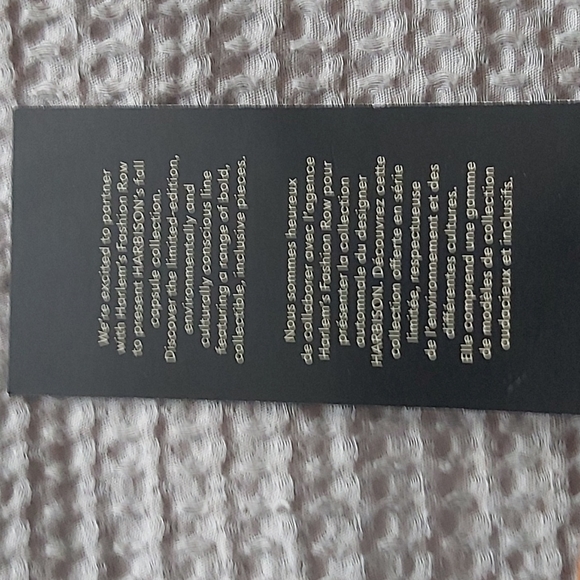 We're excited to partner
with Harlem's Fashion Row
to present HARBISON's fall
capsule collection.
Discover the limited-edition,
environmentally and
culturally conscious line
featuring a range of bold,
collectible, inclusive pieces.
Nous sommes heureux
de collaborer avec l'agence
Harlem's Fashion Row pour
présenter lla collection
automnale du designer
HARBISON. Découvrez cette
collection offerte en série
limitée, respectueuse
de l'environnement et des
différentes cultures.
Elle comprend une gamme
de modèles de collection
audacieux et inclusifs.